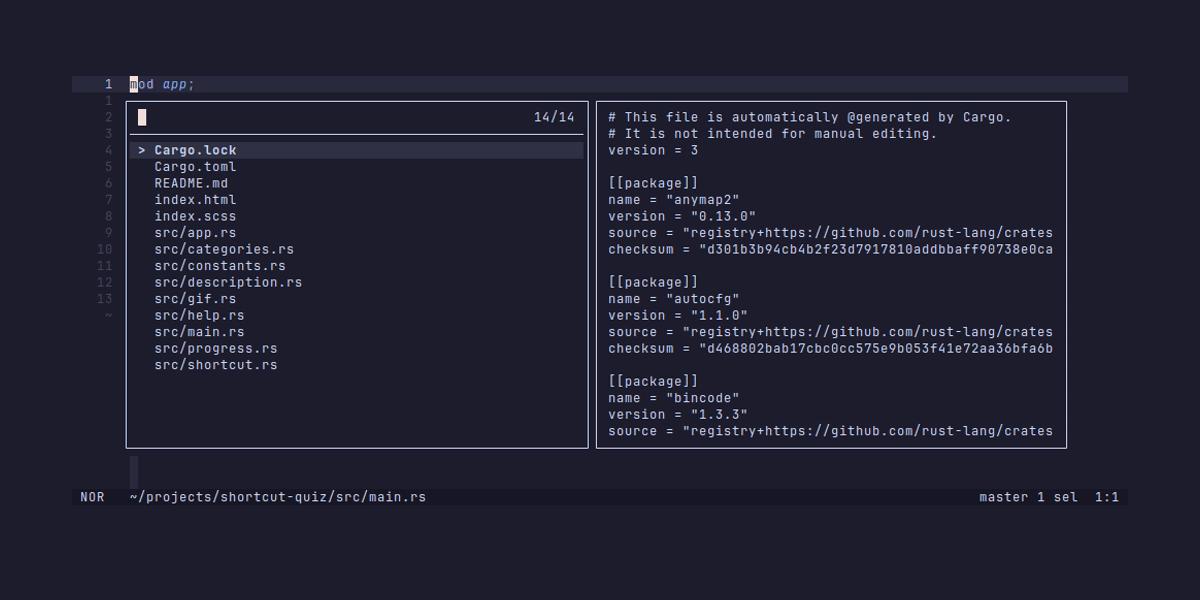 1 mod app;
1
2
3
4
5
6
7
8
9
10
11
12
13
~
14/14
> Cargo.lock
Cargo.toml
README.md
index.html
index.scss
src/app.rs
src/categories.rs
src/constants.rs
src/description.rs
src/gif.rs
src/help.rs
src/main.rs
src/progress.rs
src/shortcut.rs
# This file is automatically @generated by Cargo.
# It is not intended for manual editing.
version = 3
[[package]]
name = "anymap2"
version = "0.13.0"
source = "registry+https://github.com/rust-lang/crates
checksum = "d301b3b94cb4b2f23d7917810addbbaff90738e0ca
[[package]]
name = "autocfg"
version = "1.1.0"
source = "registry+https://github.com/rust-lang/crates
checksum = "d468802bab17cbc0cc575e9b053f41e72aa36bfa6b
[[package]]
name = "bincode"
version = "1.3.3"
source = "registry+https://github.com/rust-lang/crates
NOR ~/projects/shortcut-quiz/src/main.rs master 1 sel 1:1